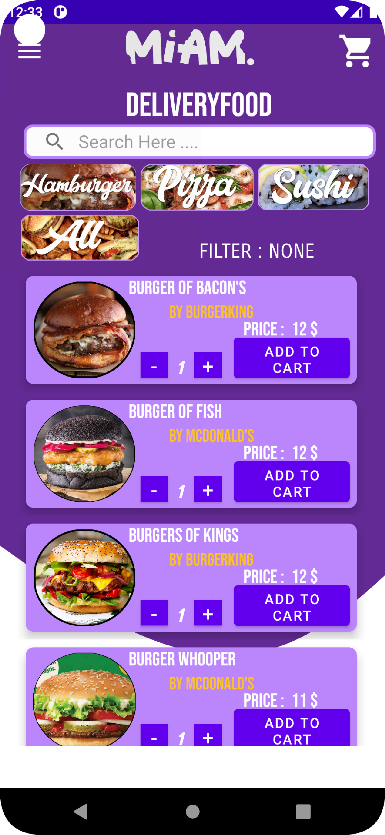 12:33
MiAM.
DELIVERYFOOD
Search Here ....
Hamburger
Pizza
Sushi
All
FILTER : NONE
BURGER OF BACON'S
BY BURGERKING
PRICE : 12 $
- 1 +
ADD TO
CART
BURGER OF FISH
BY MCDONALD'S
PRICE : 12 $
- 1 +
ADD TO
CART
BURGERS OF KINGS
BY BURGERKING
PRICE : 12 $
- 1 +
ADD TO
CART
BURGER WHOOPER
BY MCDONALD'S
PRICE : 11 $
- 1 +
ADD TO
CART